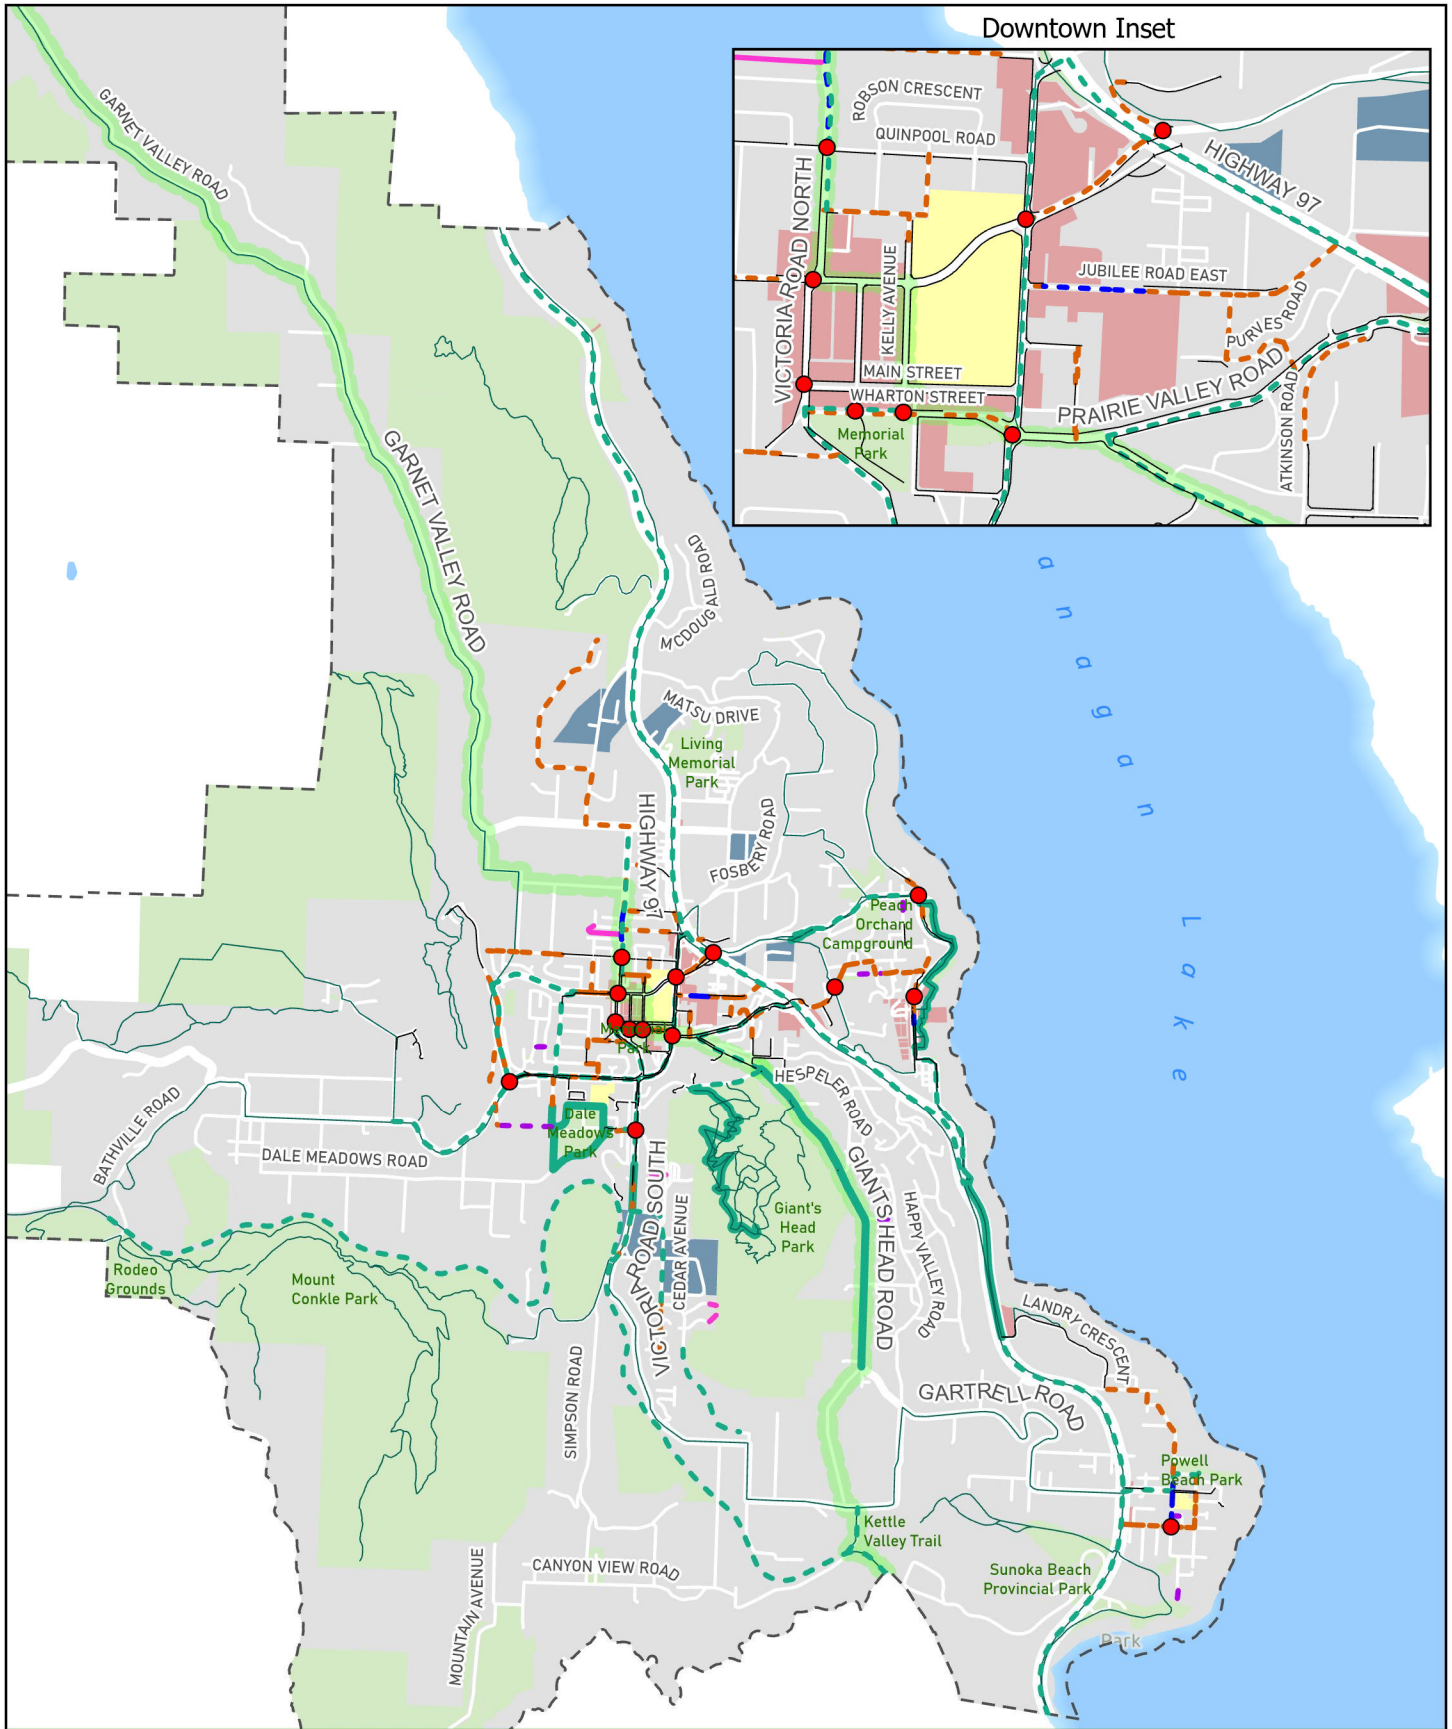 Downtown Inset
ROBSON CRESCENT
QUINPOOL ROAD
VICTORIA ROAD NORTH
HIGHWAY 97
KELLY AVENUE
JUBILEE ROAD EAST
PURVES ROAD
MAIN STREET
WHARTON STREET
PRAIRIE VALLEY ROAD
ATKINSON ROAD
Memorial
Park
GARNET VALLEY ROAD
GARNET VALLEY ROAD
MCDOUGALD ROAD
MATSU DRIVE
Living
Memorial
Park
HIGHWAY 97
FOSBERY ROAD
Peach
Orchard
Campground
anagan
Lake
Park
HESPELER ROAD
BATHVILLE ROAD
DALE MEADOWS ROAD
Dale
Meadows
Park
VICTORIA ROAD SOUTH
CEDAR AVENUE
Giant's
Head
Park
GIANTS HEAD ROAD
HAPPY VALLEY ROAD
Rodeo
Grounds
Mount
Conkle Park
SIMPSON ROAD
LANDRY CRESCENT
GARTRELL ROAD
Powell
Beach Park
Kettle
Valley Trail
CANYON VIEW ROAD
MOUNTAIN AVENUE
Sunoka Beach
Provincial Park
Park